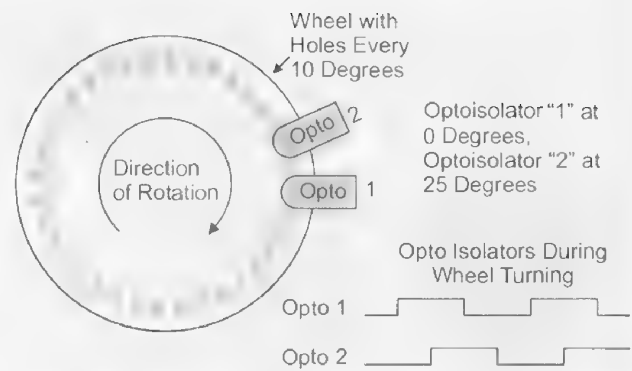 Wheel with
Holes Every
10 Degrees
Opto 2
Opto 1
Direction
of Rotation
Optoisolator "1" at
0 Degrees,
Optoisolator "2" at
25 Degrees
Opto Isolators During
Wheel Turning
Opto 1
Opto 2